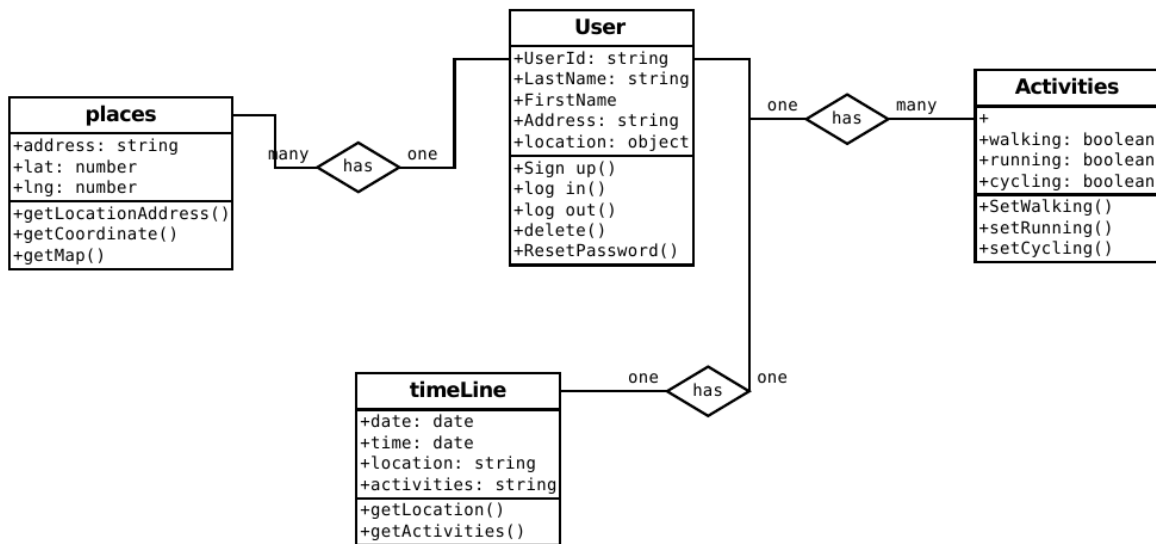 User
+UserId: string
+LastName: string
+FirstName
+Address: string
+location: object
+Sign up()
+log in()
+log out()
+delete()
+ResetPassword()
places
+address: string
+lat: number
+lng: number
+getLocationAddress()
+getCoordinate()
+getMap()
many
has
one
one
has
many
Activities
+
+walking: boolean
+running: boolean
+cycling: boolean
+SetWalking()
+setRunning()
+setCycling()
one
has
one
timeLine
+date: date
+time: date
+location: string
+activities: string
+getLocation()
+getActivities()